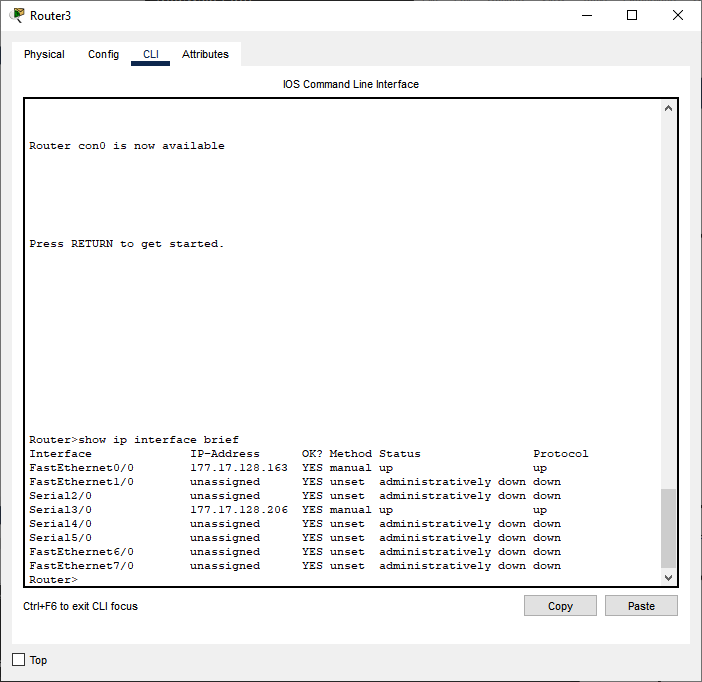 Router3
Physical Config CLI Attributes
IOS Command Line Interface
Router con0 is now available
Press RETURN to get started.
Router>show ip interface brief
Interface IP-Address OK? Method Status Protocol
FastEthernet0/0 177.17.128.163 YES manual up up
FastEthernet1/0 unassigned YES unset administratively down down
Serial2/0 unassigned YES unset administratively down down
Serial3/0 177.17.128.206 YES manual up up
Serial4/0 unassigned YES unset administratively down down
Serial5/0 unassigned YES unset administratively down down
FastEthernet6/0 unassigned YES unset administratively down down
FastEthernet7/0 unassigned YES unset administratively down down
Router>
Ctrl+F6 to exit CLI focus
Copy Paste
Top